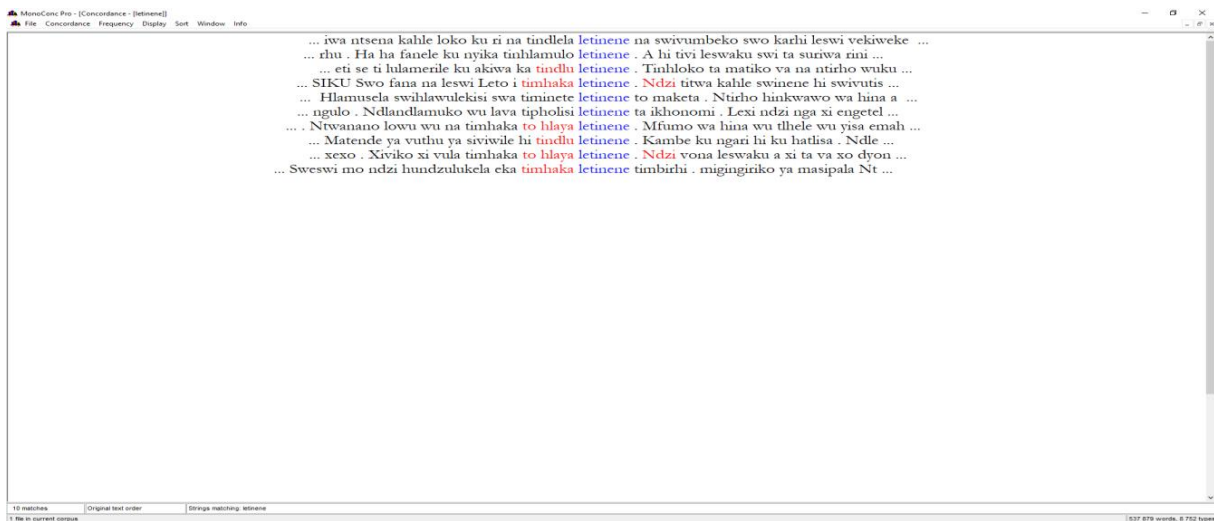 MonoConc Pro - [Concordance - [letinene]]
File Concordance Frequency Display Sort Window Info
... iwa ntsena kahle loko ku ri na tindlela letinene na swivumbeko swo karhi leswi vekiweke ...
... rhu . Ha ha fanele ku nyika tinhlamulo letinene . A hi tivi leswaku swi ta suriwa rini ...
... eti se ti lulamerile ku akiwa ka tindlu letinene . Tinhloko ta matiko va na ntirho wuku ...
... SIKU Swo fana na leswi Leto i timhaka letinene . Ndzi titwa kahle swinene hi swivutis ...
... Hlamusela swihlawulekisi swa timinete letinene to maketa . Ntirho hinkwawo wa hina a ...
... ngulo . Ndlandlamuko wu lava tipholisi letinene ta ikhonomi . Lexi ndzi nga xi engetel ...
... . Ntwanano lowu wu na timhaka to hlaya letinene . Mfumo wa hina wu tlhele wu yisa emah ...
... Matende ya vuthu ya siviwile hi tindlu letinene . Kambe ku ngari hi ku hatlisa . Ndle ...
... xexo . Xiviko xi vula timhaka to hlaya letinene . Ndzi vona leswaku a xi ta va xo dyon ...
... Sweswi mo ndzi hundzulukela eka timhaka letinene timbirhi . migingiriko ya masipala Nt ...
10 matches Original text order Strings matching: letinene
1 file in current corpus 537 879 words, 8 752 types